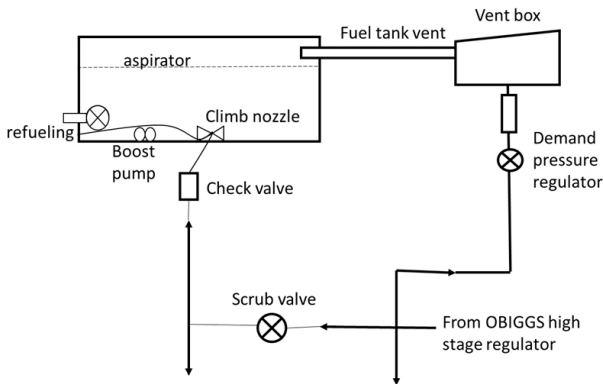 Vent box
Fuel tank vent
aspirator
Climb nozzle
refueling
Boost
pump
Check valve
Demand
pressure
regulator
Scrub valve
From OBIGGS high
stage regulator